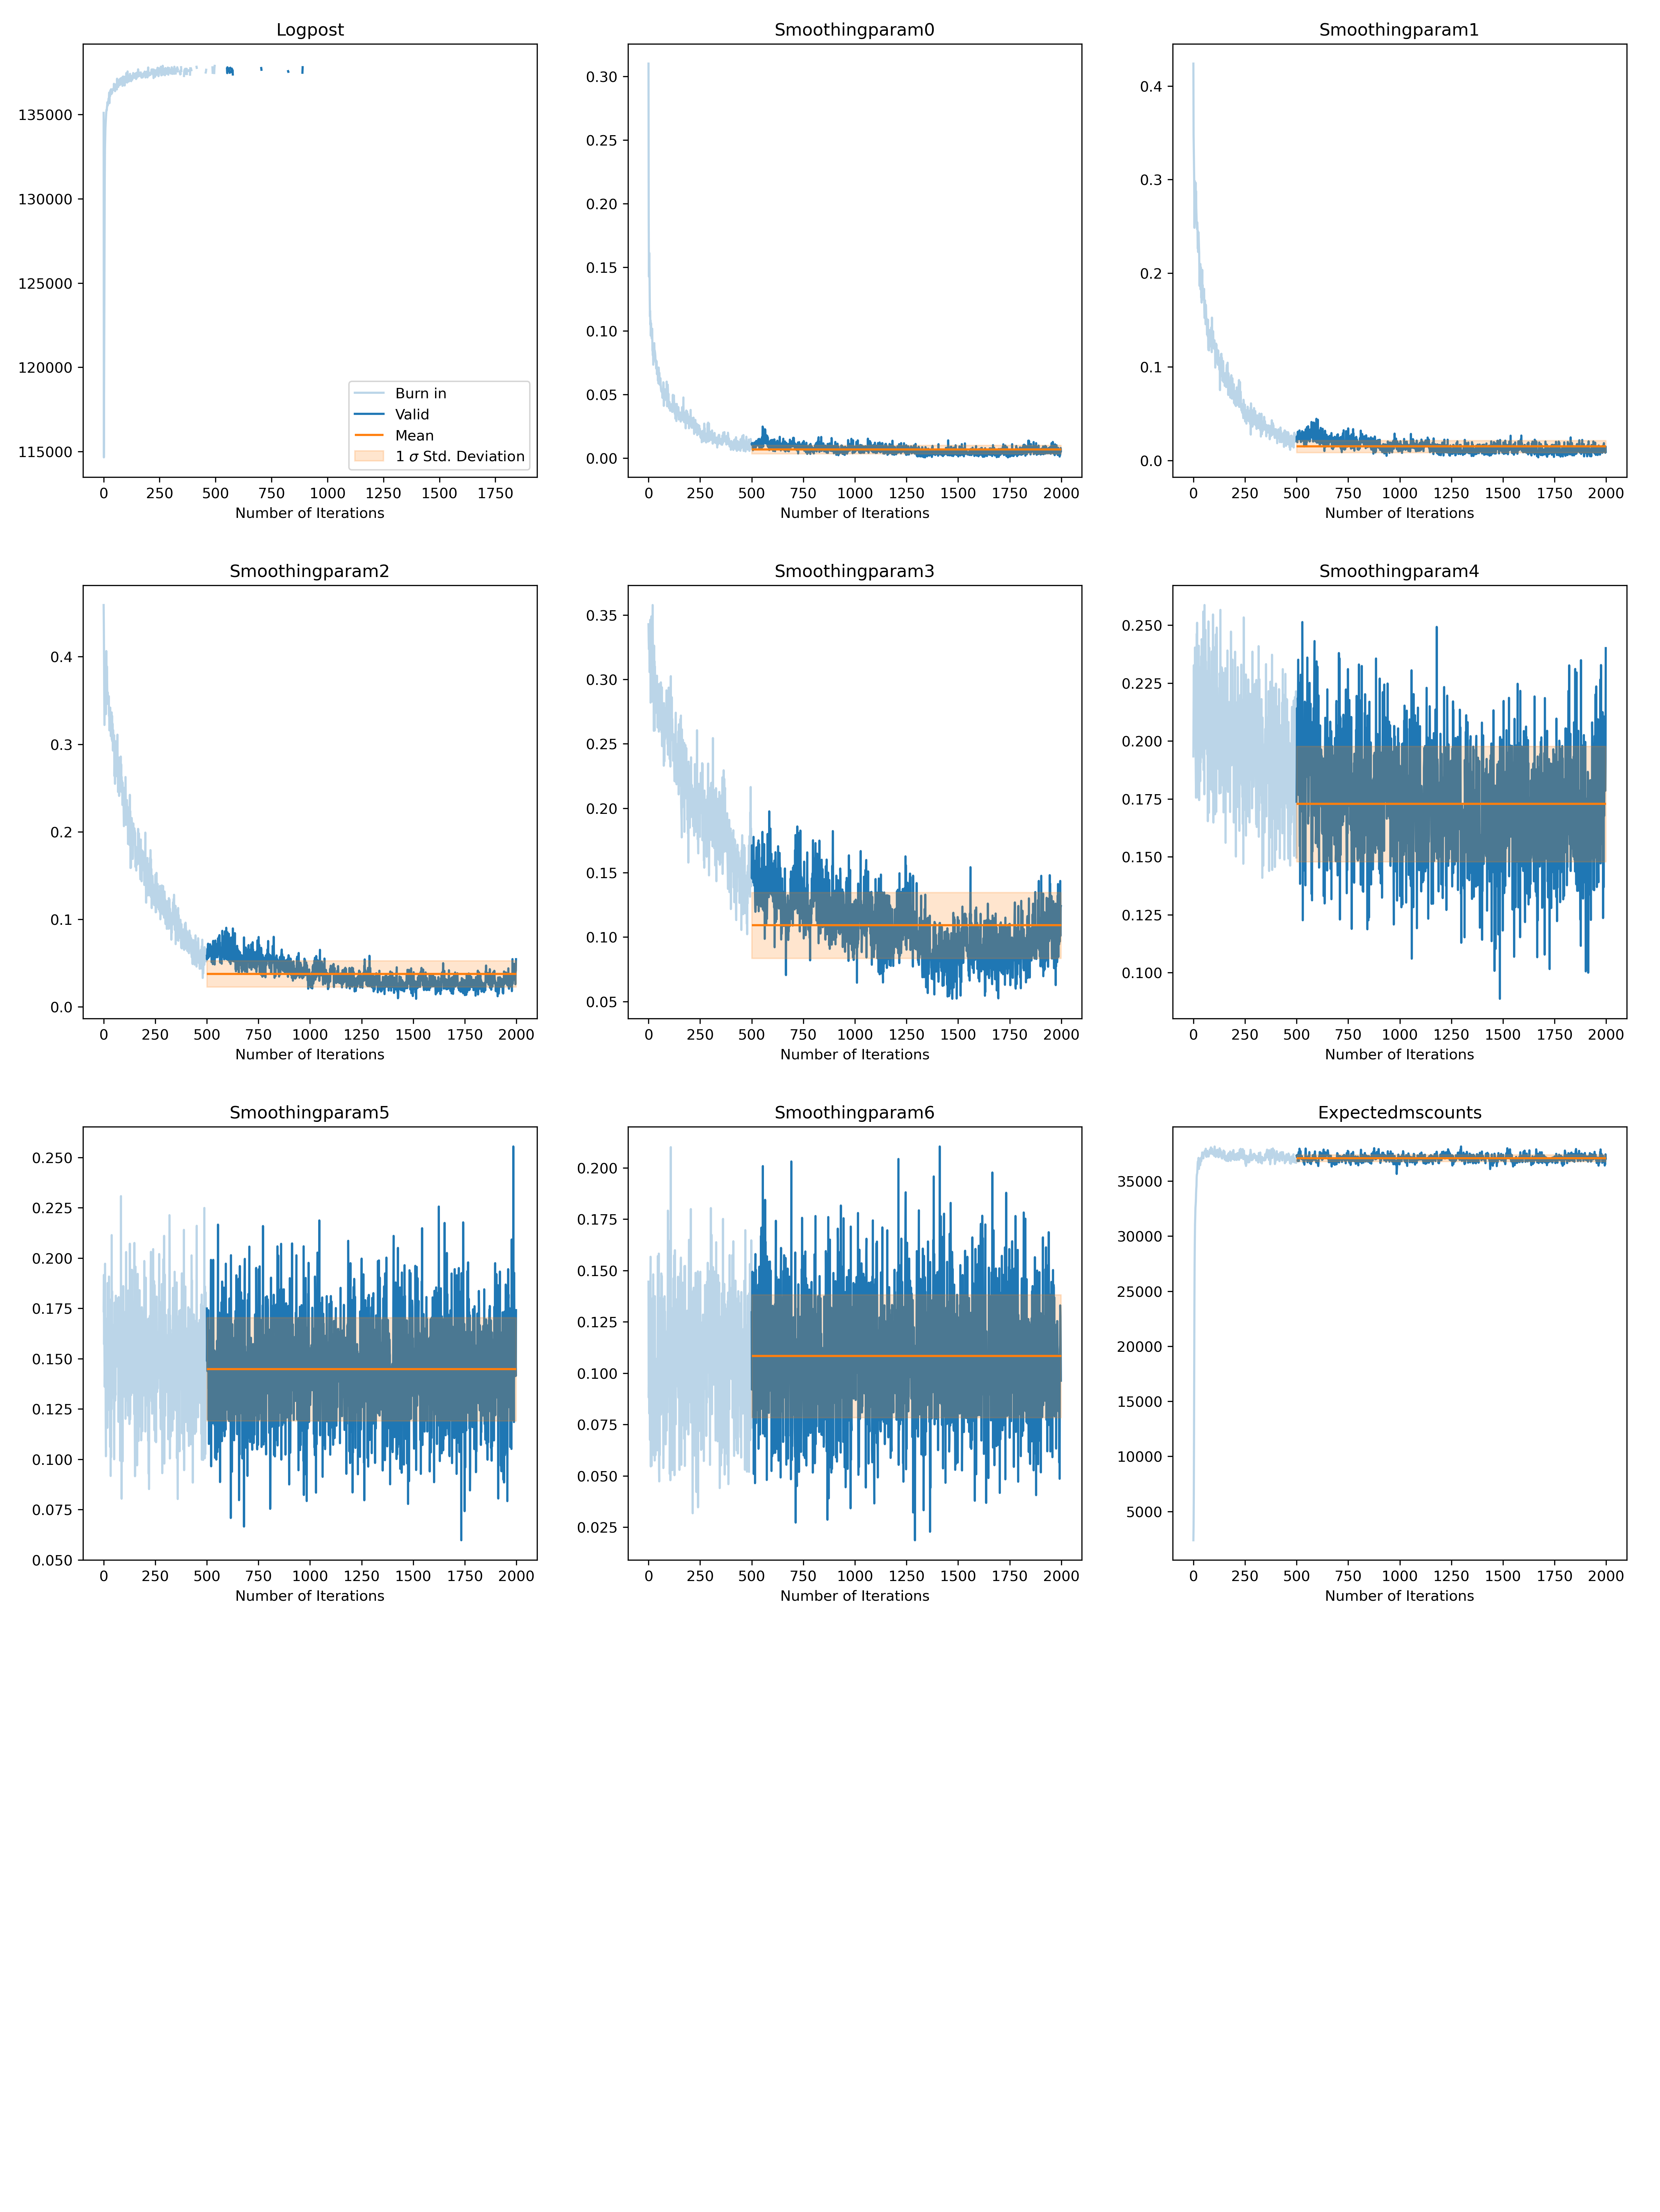 Logpost
135000
130000
125000
120000
115000
Burn in
Valid
Mean
1 σ Std. Deviation
0 250 500 750 1000 1250 1500 1750
Number of Iterations
Smoothingparam0
0.30
0.25
0.20
0.15
0.10
0.05
0.00
0 250 500 750 1000 1250 1500 1750 2000
Number of Iterations
Smoothingparam1
0.4
0.3
0.2
0.1
0.0
0 250 500 750 1000 1250 1500 1750 2000
Number of Iterations
Smoothingparam2
0.4
0.3
0.2
0.1
0.0
0 250 500 750 1000 1250 1500 1750 2000
Number of Iterations
Smoothingparam3
0.35
0.30
0.25
0.20
0.15
0.10
0.05
0 250 500 750 1000 1250 1500 1750 2000
Number of Iterations
Smoothingparam4
0.250
0.225
0.200
0.175
0.150
0.125
0.100
0 250 500 750 1000 1250 1500 1750 2000
Number of Iterations
Smoothingparam5
0.250
0.225
0.200
0.175
0.150
0.125
0.100
0.075
0.050
0 250 500 750 1000 1250 1500 1750 2000
Number of Iterations
Smoothingparam6
0.200
0.175
0.150
0.125
0.100
0.075
0.050
0.025
0 250 500 750 1000 1250 1500 1750 2000
Number of Iterations
Expectedmscounts
35000
30000
25000
20000
15000
10000
5000
0 250 500 750 1000 1250 1500 1750 2000
Number of Iterations